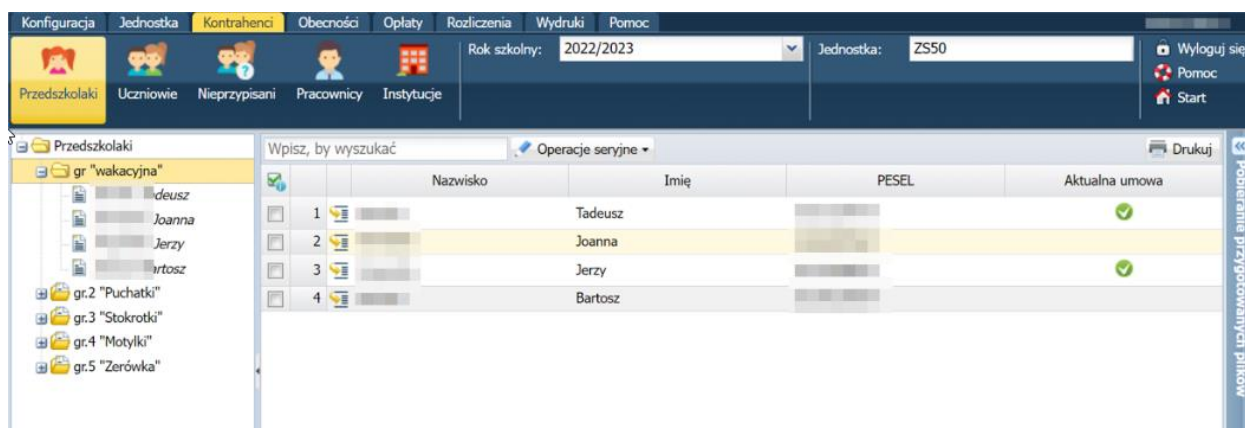 Konfiguracja Jednostka Kontrahenci Obecności Opłaty Rozliczenia Wydruki Pomoc
Rok szkolny: 2022/2023 Jednostka: ZS50
Wyloguj się
Pomoc
Start
Przedszkolaki Uczniowie Nieprzypisani Pracownicy Instytucje
Przedszkolaki
gr "wakacyjna"
deusz
Joanna
Jerzy
rtosz
gr.2 "Puchatki"
gr.3 "Stokrotki"
gr.4 "Motylki"
gr.5 "Zerówka"
Wpisz, by wyszukać Operacje seryjne Drukuj
Nazwisko Imię PESEL Aktualna umowa
1 Tadeusz
2 Joanna
3 Jerzy
4 Bartosz
Pobieranie przygotowanych plików